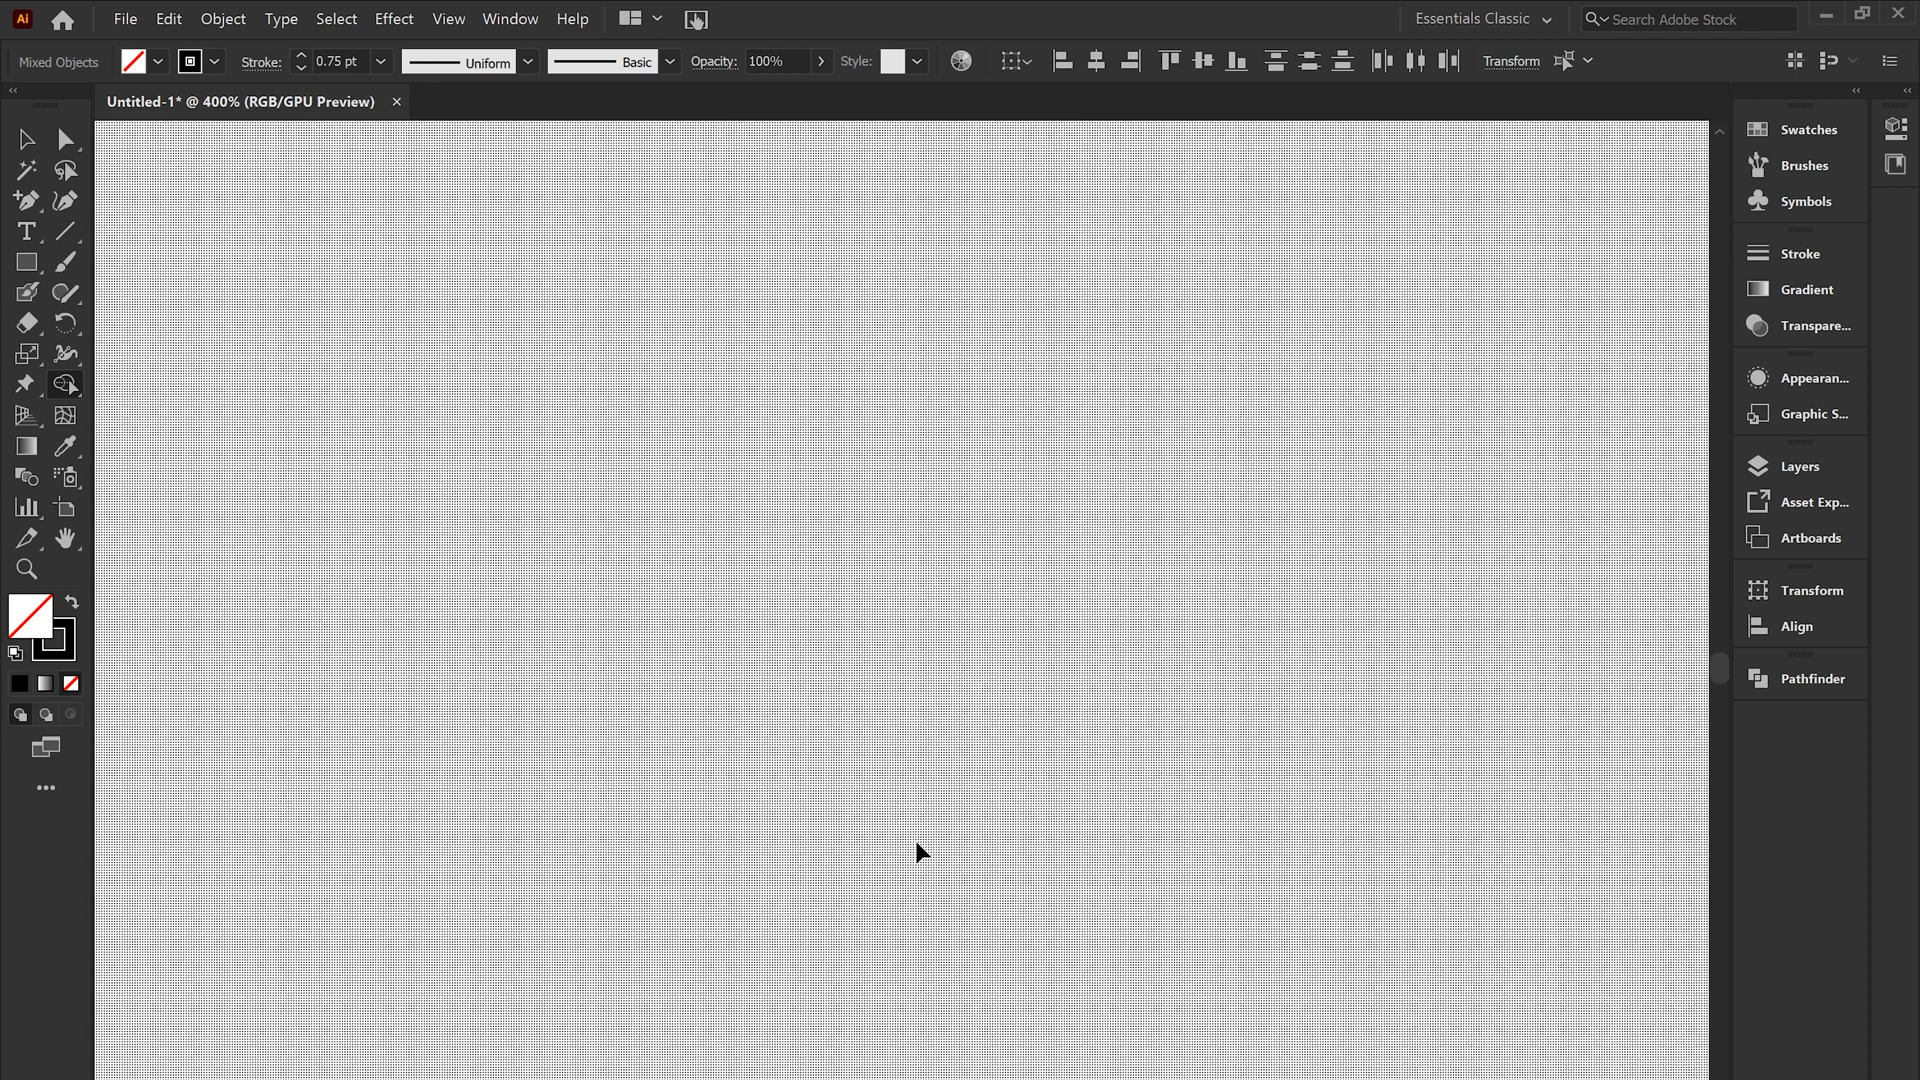 Ai File Edit Object Type Select Effect View Window Help Essentials Classic Search Adobe Stock
Mixed Objects Stroke: 0.75 pt Uniform Basic Opacity: 100% Style: Transform
Untitled-1* @ 400% (RGB/GPU Preview) ×
Swatches
Brushes
Symbols
Stroke
Gradient
Transpare...
Appearan...
Graphic S...
Layers
Asset Exp...
Artboards
Transform
Align
Pathfinder